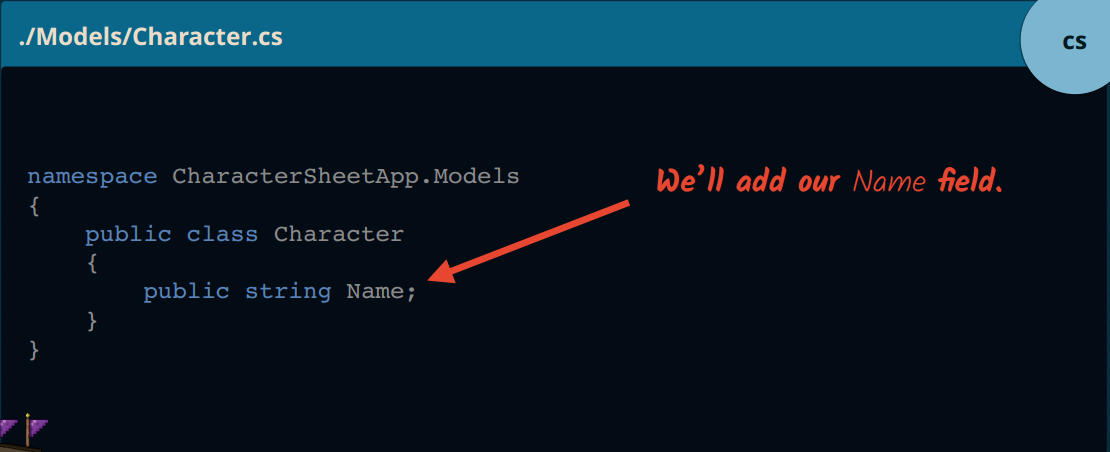 ./Models/Character.cs
cs
namespace CharacterSheetApp.Models
{
We'll add our Name field.
public class Character
{
public string Name;
}
}